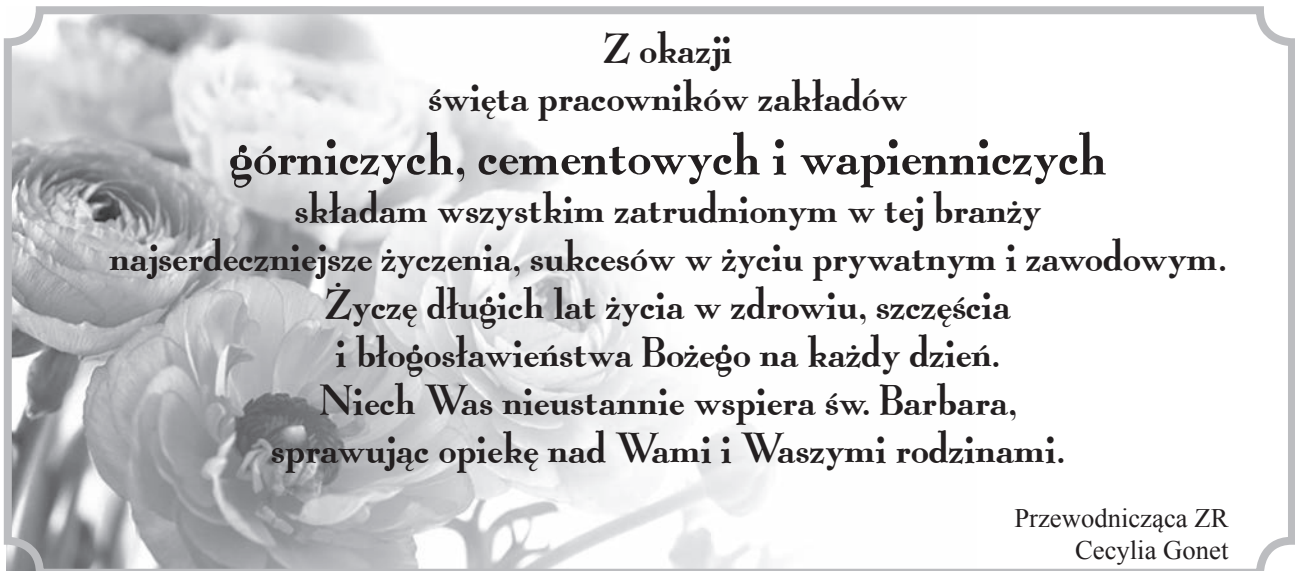 Z okazji
święta pracowników zakładów
górniczych, cementowych i wapienniczych
składam wszystkim zatrudnionym w tej branży
najserdeczniejsze życzenia, sukcesów w życiu prywatnym i zawodowym.
Życzę długich lat życia w zdrowiu, szczęścia
i błogosławieństwa Bożego na każdy dzień.
Niech Was nieustannie wspiera św. Barbara,
sprawując opiekę nad Wami i Waszymi rodzinami.
Przewodnicząca ZR
Cecylia Gonet